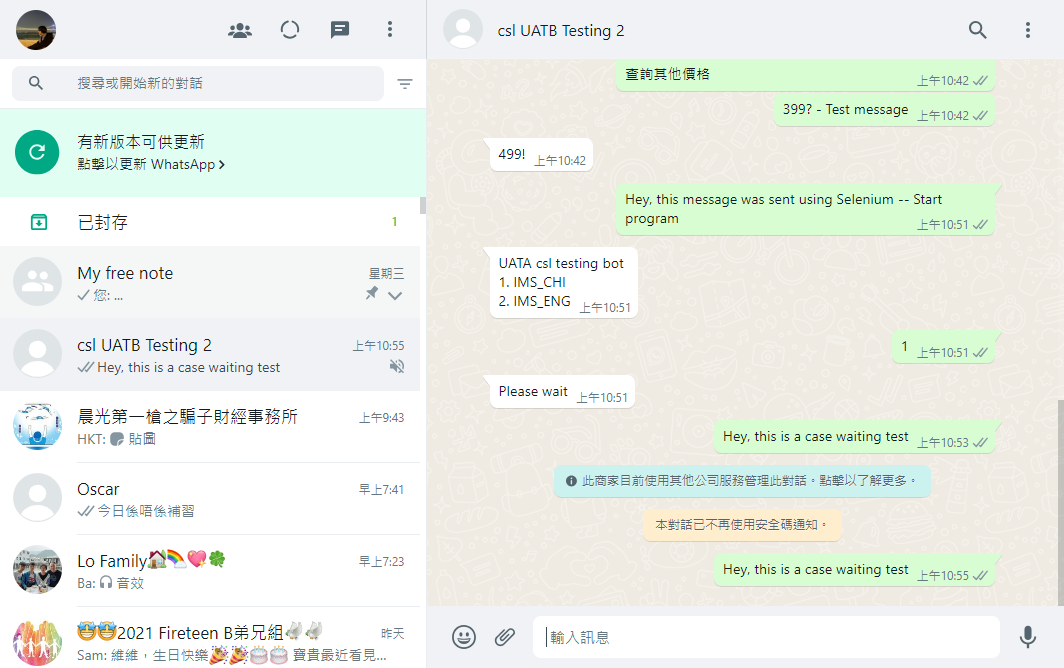 搜尋或開始新的對話
有新版本可供更新
點擊以更新 WhatsApp
已封存
1
My free note
星期三
您: ...
csl UATB Testing 2
上午10:55
Hey, this is a case waiting test
晨光第一槍之騙子財經事務所
上午9:43
HKT: 貼圖
Oscar
早上7:41
今日係唔係補習
Lo Family🏠🌈💖🍀
早上7:23
Ba: 音效
🤩🤩2021 Fireteen B弟兄組
昨天
Sam: 維維，生日快樂🎉🎉🎂🎂 寶貴最近看見...
csl UATB Testing 2
查詢其他價格
上午10:42
399? - Test message
上午10:42
499!
上午10:42
Hey, this message was sent using Selenium -- Start
program
上午10:51
UATA csl testing bot
1. IMS_CHI
2. IMS_ENG
上午10:51
1
上午10:51
Please wait
上午10:51
Hey, this is a case waiting test
上午10:53
此商家目前使用其他公司服務管理此對話。點擊以了解更多。
本對話已不再使用安全碼通知。
Hey, this is a case waiting test
上午10:55
輸入訊息